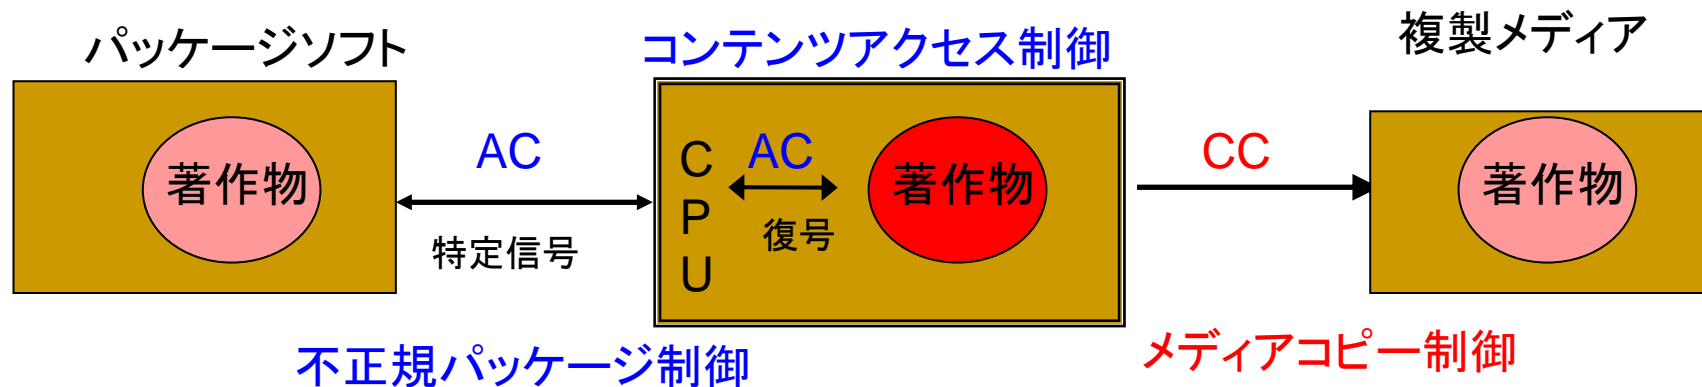 パッケージソフト
コンテンツアクセス制御
複製メディア
著作物
AC
特定信号
CPU
AC
復号
著作物
CC
著作物
不正規パッケージ制御
メディアコピー制御